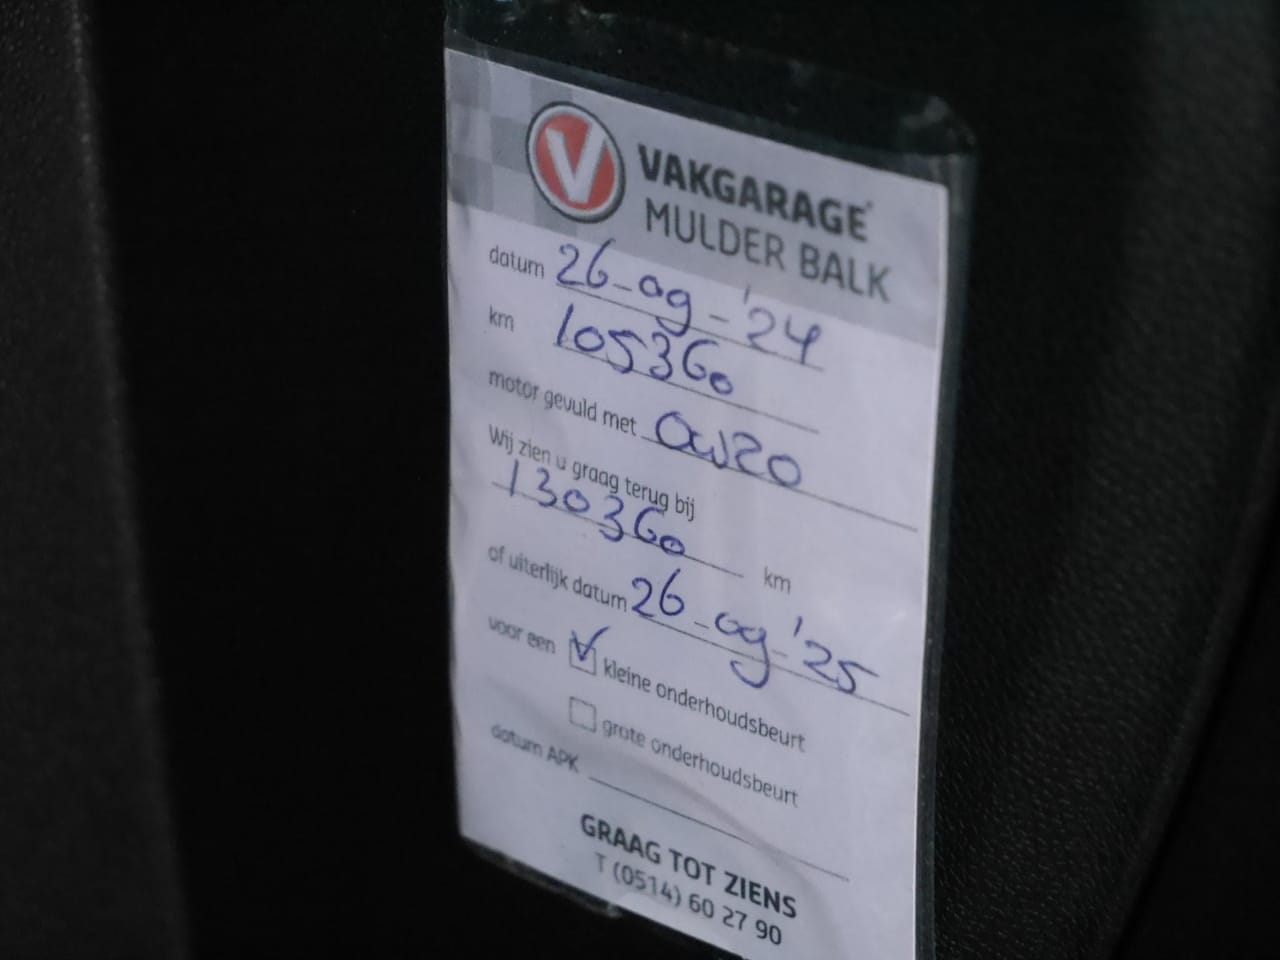 V VAKGARAGE
MULDER BALK
datum 26-09-'24
km 105360
motor gevuld met 0W20
Wij zien u graag terug bij
130360 km
of uiterlijk datum 26-09-'25
voor een kleine onderhoudsbeurt
grote onderhoudsbeurt
datum APK
GRAAG TOT ZIENS
T (0514) 60 27 90